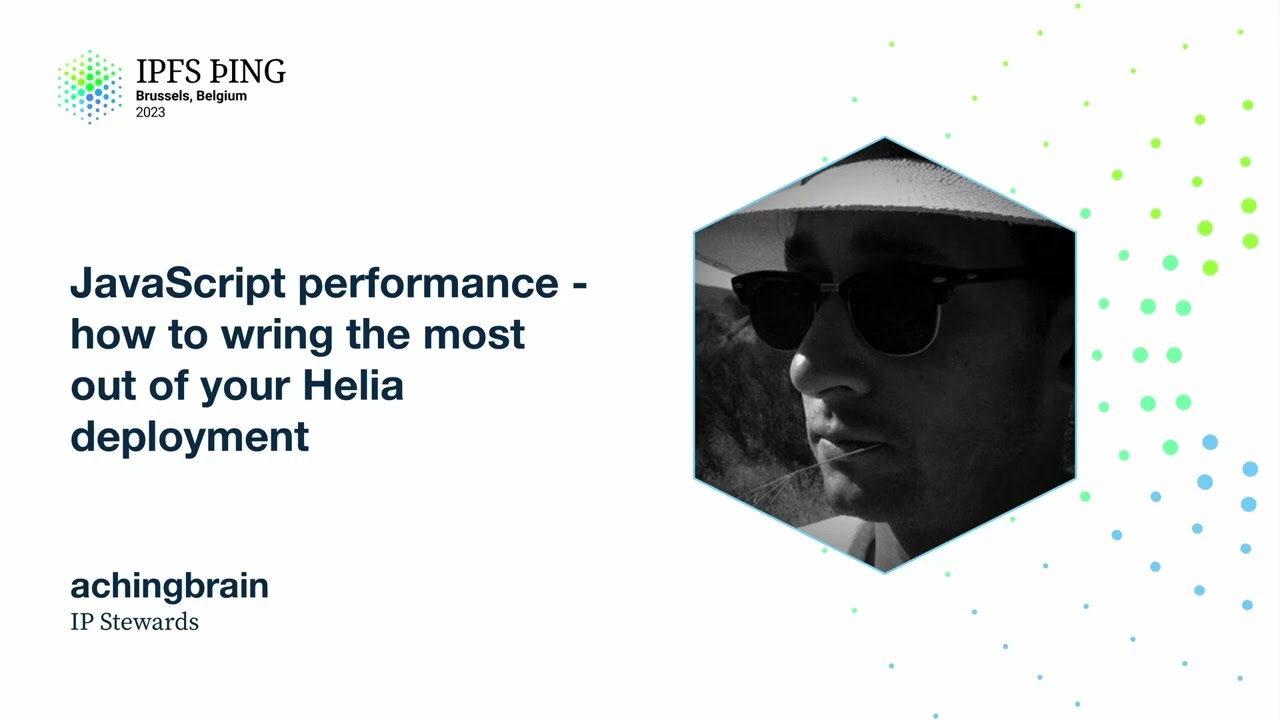 IPFS ÞING
Brussels, Belgium
2023
JavaScript performance -
how to wring the most
out of your Helia
deployment
achingbrain
IP Stewards